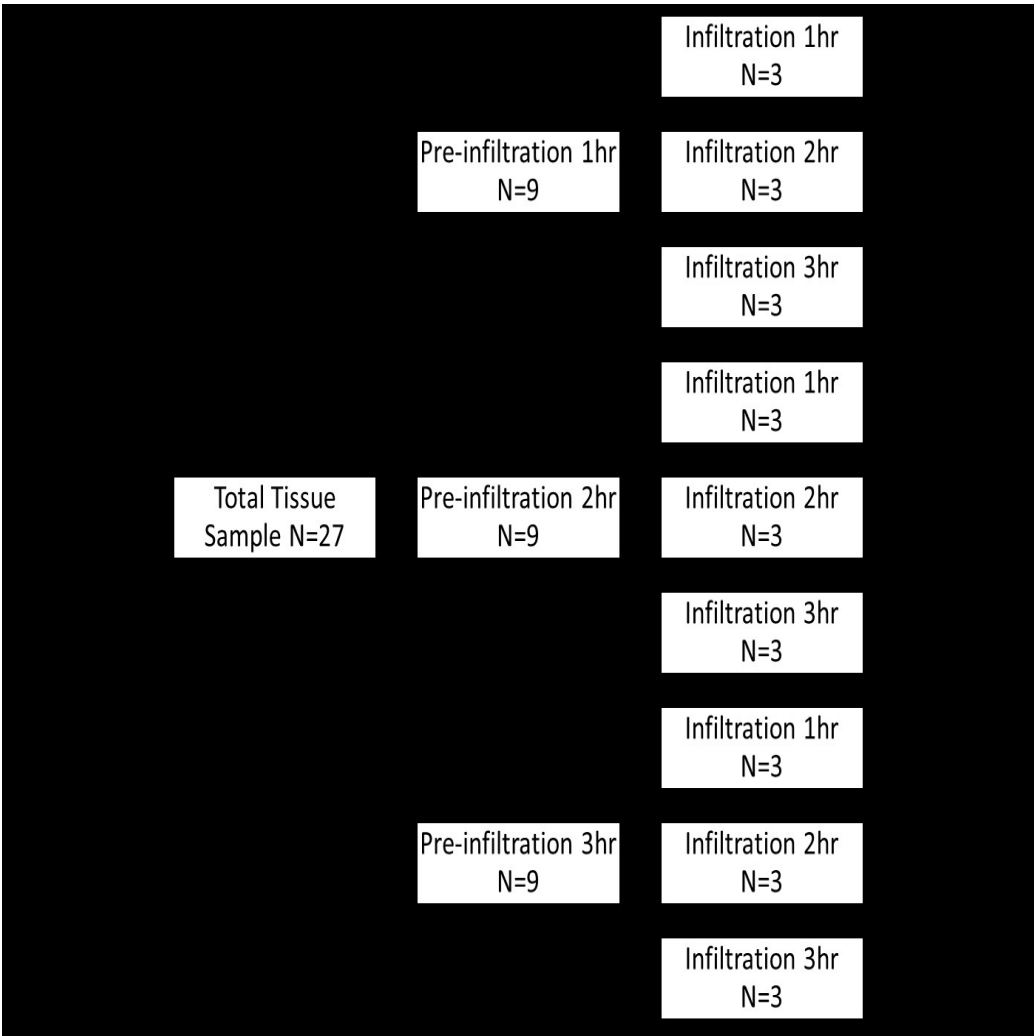 Infiltration 1hr
N=3
Pre-infiltration 1hr
N=9
Infiltration 2hr
N=3
Infiltration 3hr
N=3
Infiltration 1hr
N=3
Total Tissue
Sample N=27
Pre-infiltration 2hr
N=9
Infiltration 2hr
N=3
Infiltration 3hr
N=3
Infiltration 1hr
N=3
Pre-infiltration 3hr
N=9
Infiltration 2hr
N=3
Infiltration 3hr
N=3